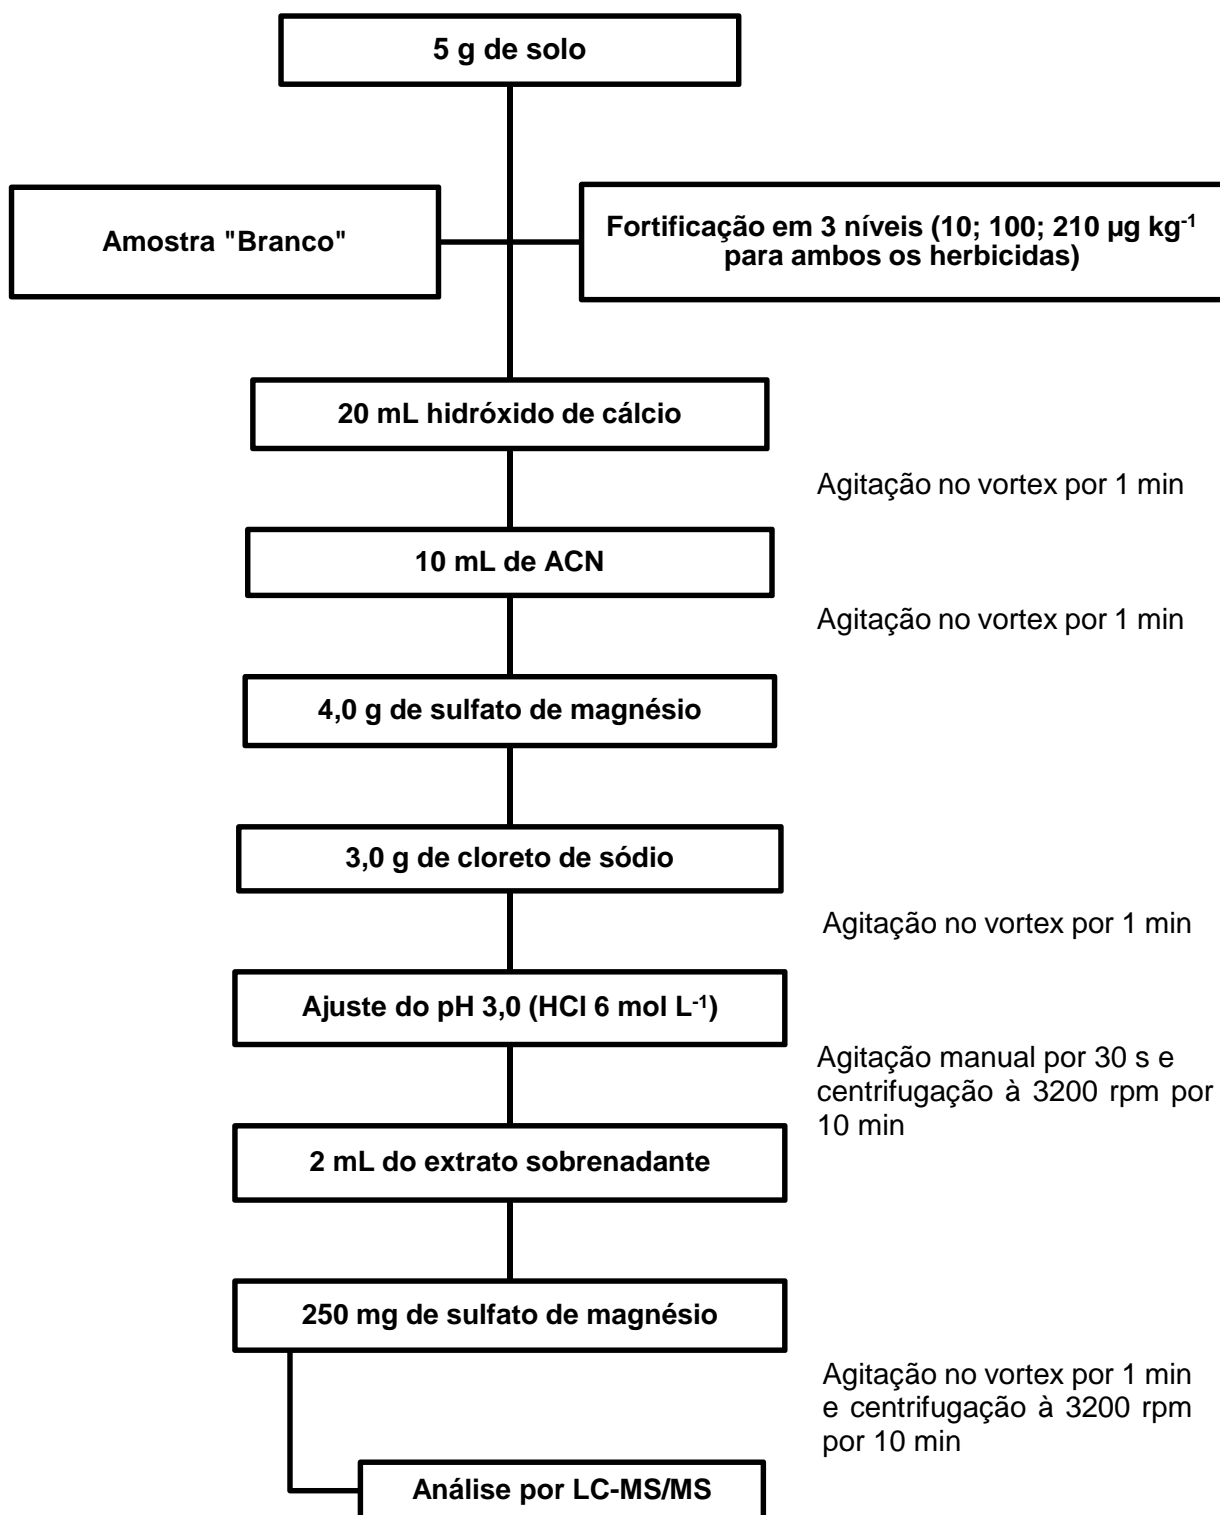 5 g de solo
Amostra "Branco"
Fortificação em 3 níveis (10; 100; 210 µg kg⁻¹
para ambos os herbicidas)
20 mL hidróxido de cálcio
Agitação no vortex por 1 min
10 mL de ACN
Agitação no vortex por 1 min
4,0 g de sulfato de magnésio
3,0 g de cloreto de sódio
Agitação no vortex por 1 min
Ajuste do pH 3,0 (HCl 6 mol L⁻¹)
Agitação manual por 30 s e
centrifugação à 3200 rpm por
10 min
2 mL do extrato sobrenadante
250 mg de sulfato de magnésio
Agitação no vortex por 1 min
e centrifugação à 3200 rpm
por 10 min
Análise por LC-MS/MS